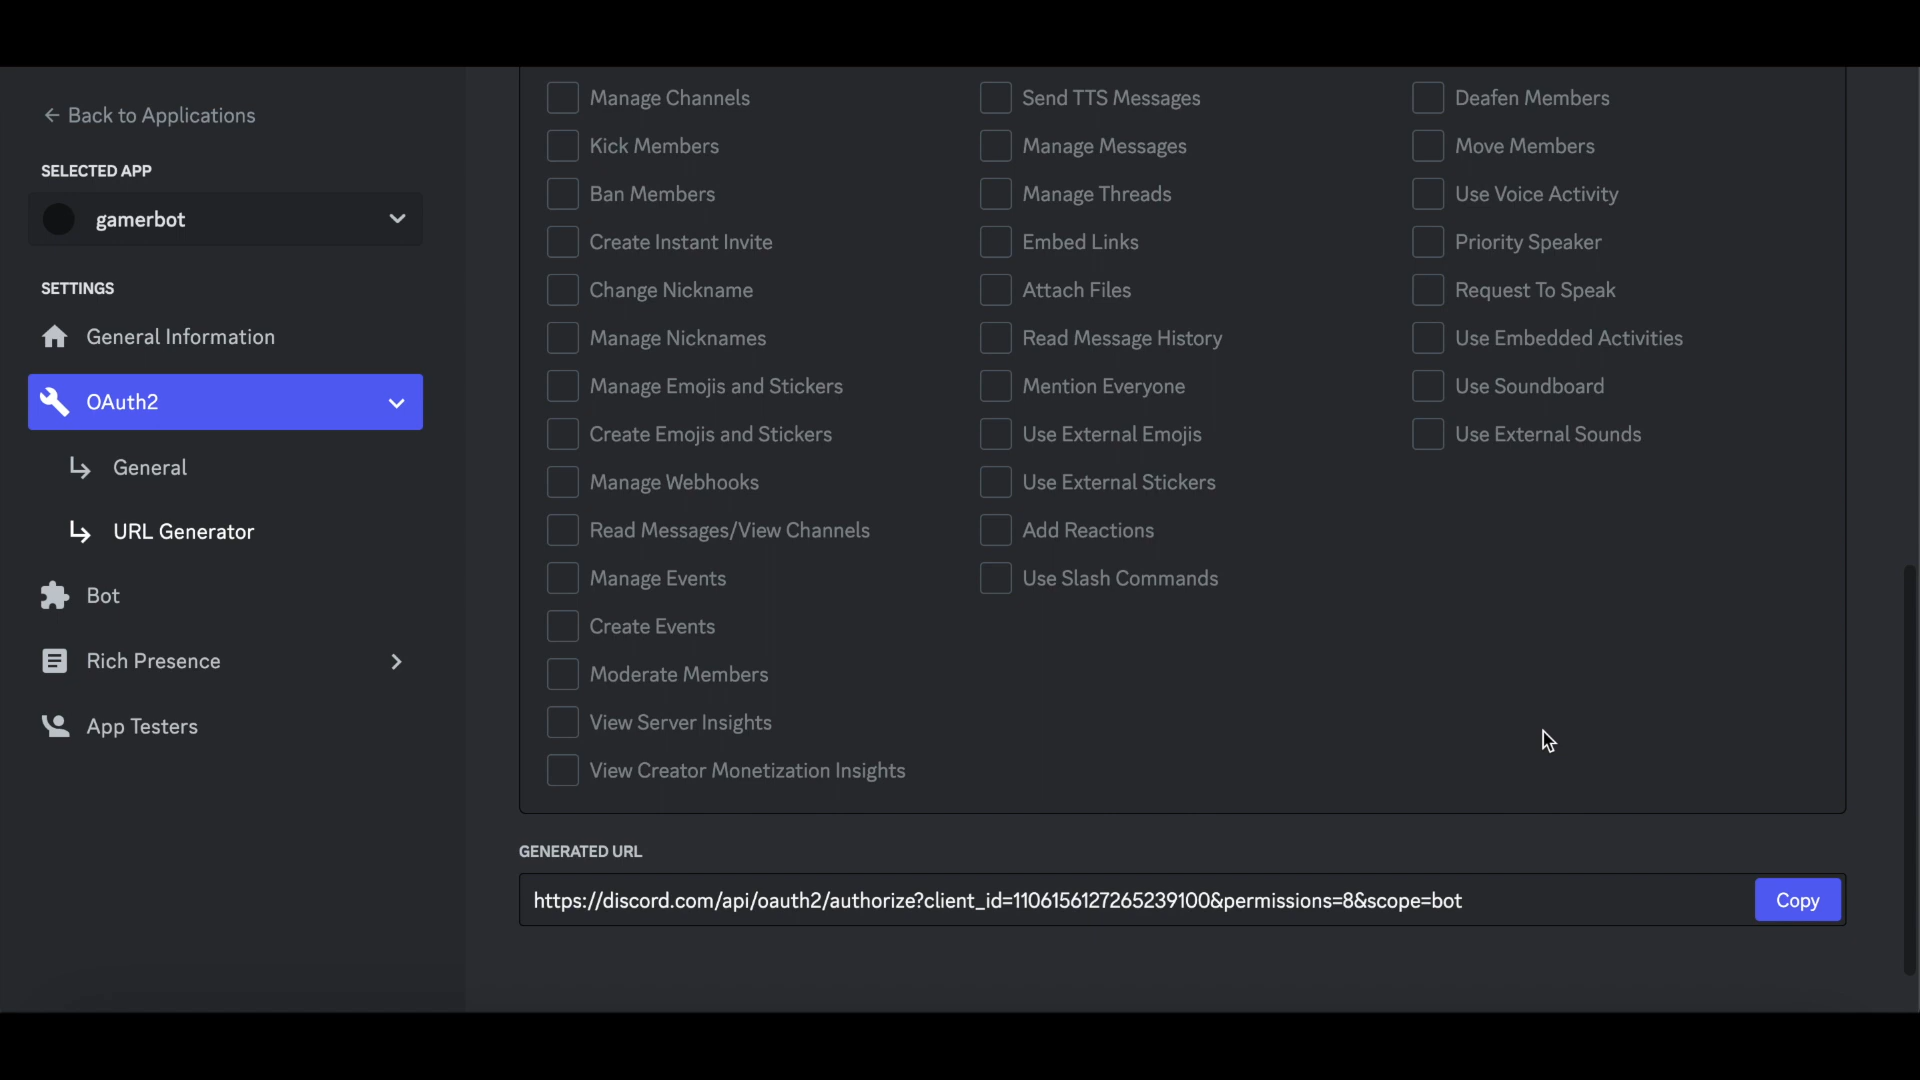 Back to Applications
SELECTED APP
gamerbot
SETTINGS
General Information
OAuth2
General
URL Generator
Bot
Rich Presence
App Testers
Manage Channels
Kick Members
Ban Members
Create Instant Invite
Change Nickname
Manage Nicknames
Manage Emojis and Stickers
Create Emojis and Stickers
Manage Webhooks
Read Messages/View Channels
Manage Events
Create Events
Moderate Members
View Server Insights
View Creator Monetization Insights
Send TTS Messages
Manage Messages
Manage Threads
Embed Links
Attach Files
Read Message History
Mention Everyone
Use External Emojis
Use External Stickers
Add Reactions
Use Slash Commands
Deafen Members
Move Members
Use Voice Activity
Priority Speaker
Request To Speak
Use Embedded Activities
Use Soundboard
Use External Sounds
GENERATED URL
https://discord.com/api/oauth2/authorize?client_id=1106156127265239100&permissions=8&scope=bot
Copy